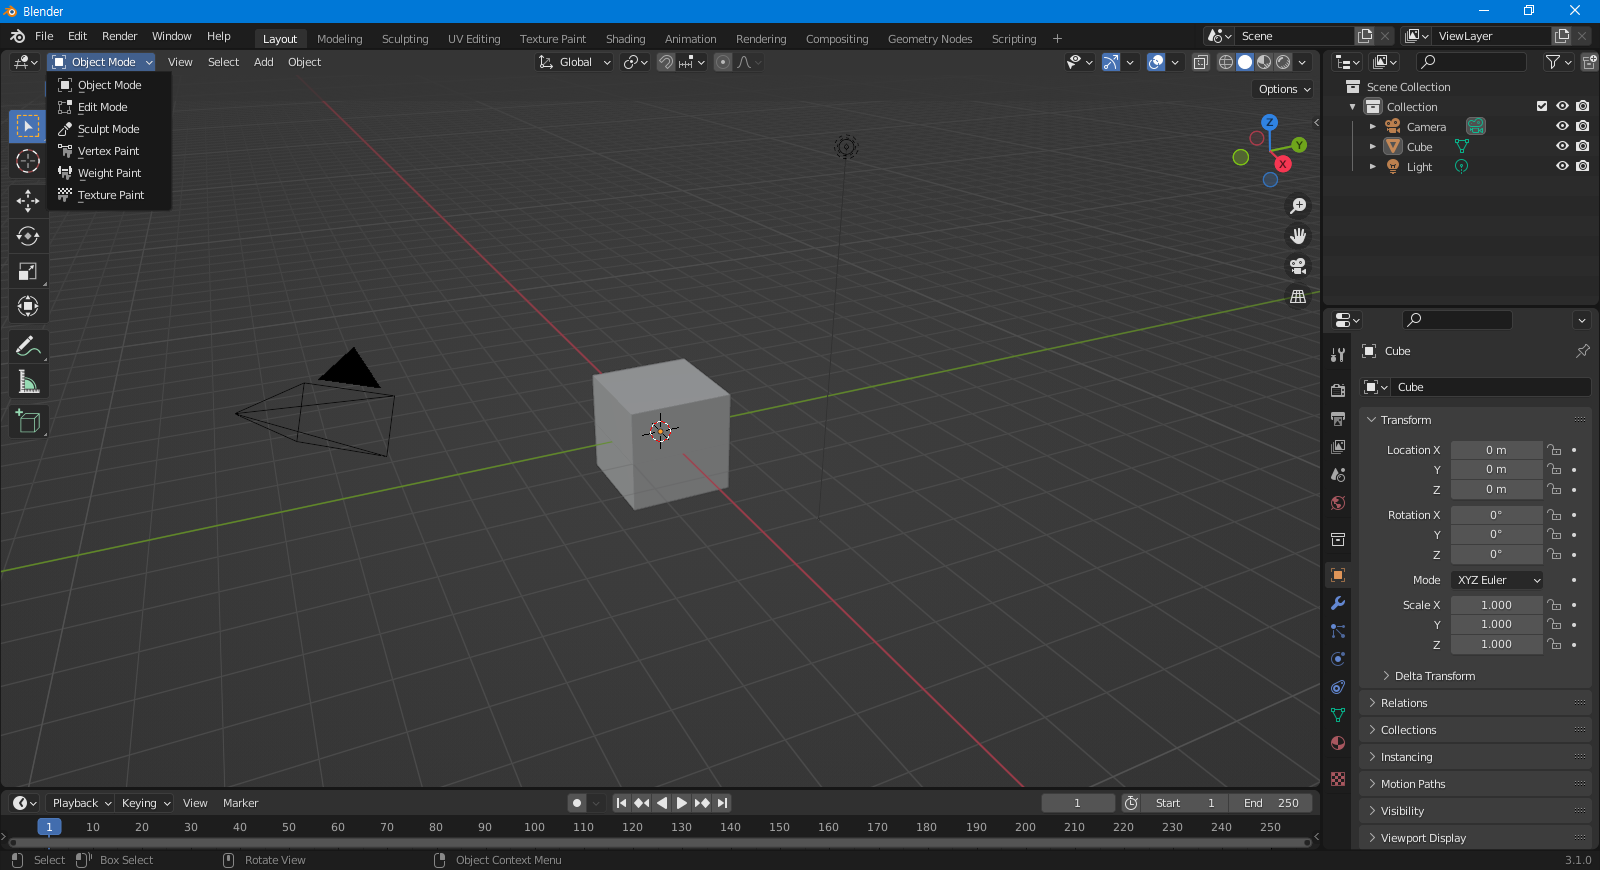 Blender
File Edit Render Window Help Layout Modeling Sculpting UV Editing Texture Paint Shading Animation Rendering Compositing Geometry Nodes Scripting + Scene ViewLayer
Object Mode View Select Add Object Global
Options
Object Mode
Edit Mode
Sculpt Mode
Vertex Paint
Weight Paint
Texture Paint
Z
Y
X
Scene Collection
Collection
Camera
Cube
Light
Cube
Cube
Transform
Location X 0 m
Y 0 m
Z 0 m
Rotation X 0°
Y 0°
Z 0°
Mode XYZ Euler
Scale X 1.000
Y 1.000
Z 1.000
Delta Transform
Relations
Collections
Instancing
Motion Paths
Visibility
Viewport Display
Playback Keying View Marker 1 Start 1 End 250
1 10 20 30 40 50 60 70 80 90 100 110 120 130 140 150 160 170 180 190 200 210 220 230 240 250
Select Box Select Rotate View Object Context Menu 3.1.0